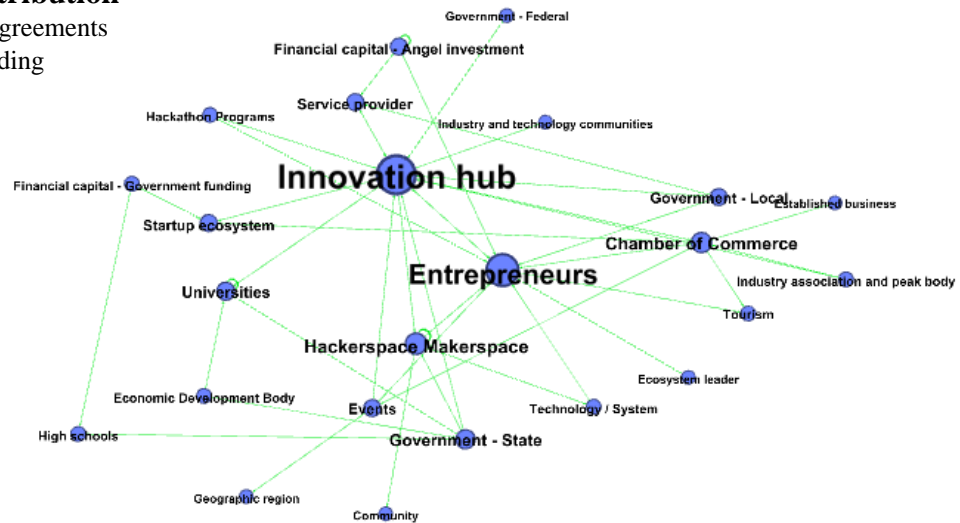 tribution
greements
ding
Government - Federal
Financial capital - Angel investment
Service provider
Hackathon Programs
Industry and technology communities
Innovation hub
Financial capital - Government funding
Government - Local
Established business
Startup ecosystem
Chamber of Commerce
Entrepreneurs
Industry association and peak body
Universities
Tourism
Hackerspace Makerspace
Ecosystem leader
Economic Development Body
Events
Technology / System
High schools
Government - State
Geographic region
Community